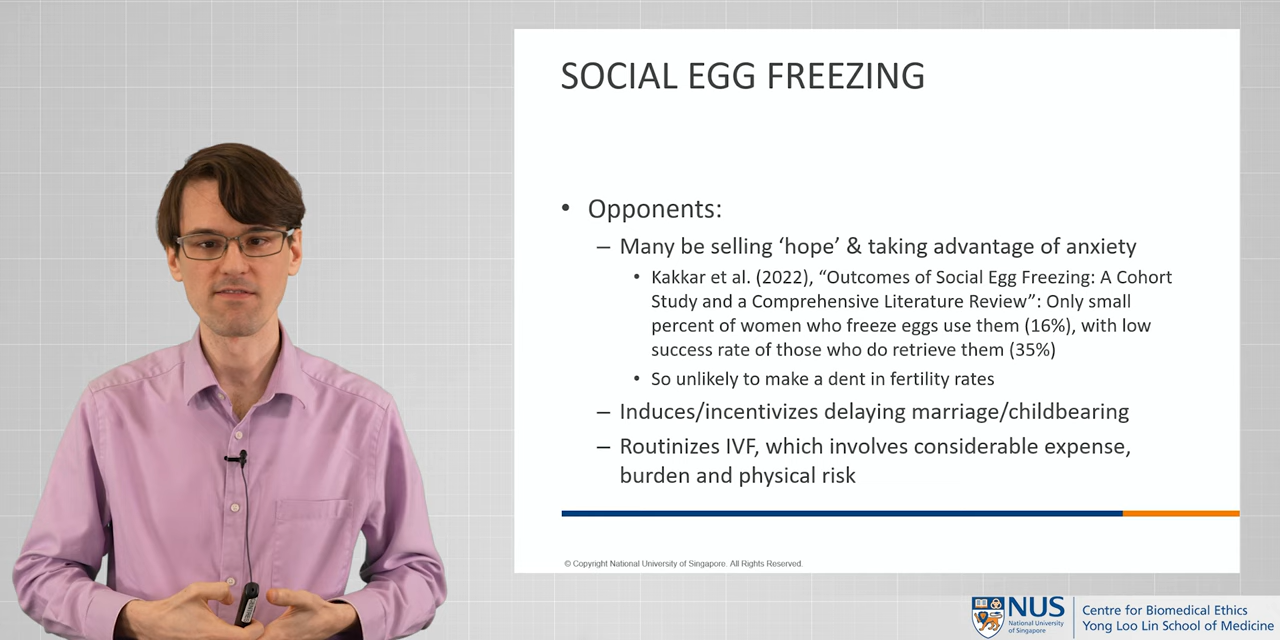 SOCIAL EGG FREEZING
• Opponents:
– Many be selling ‘hope’ & taking advantage of anxiety
• Kakkar et al. (2022), “Outcomes of Social Egg Freezing: A Cohort
Study and a Comprehensive Literature Review”: Only small
percent of women who freeze eggs use them (16%), with low
success rate of those who do retrieve them (35%)
• So unlikely to make a dent in fertility rates
– Induces/incentivizes delaying marriage/childbearing
– Routinizes IVF, which involves considerable expense,
burden and physical risk
© Copyright National University of Singapore. All Rights Reserved.
NUS
National University
of Singapore
Centre for Biomedical Ethics
Yong Loo Lin School of Medicine